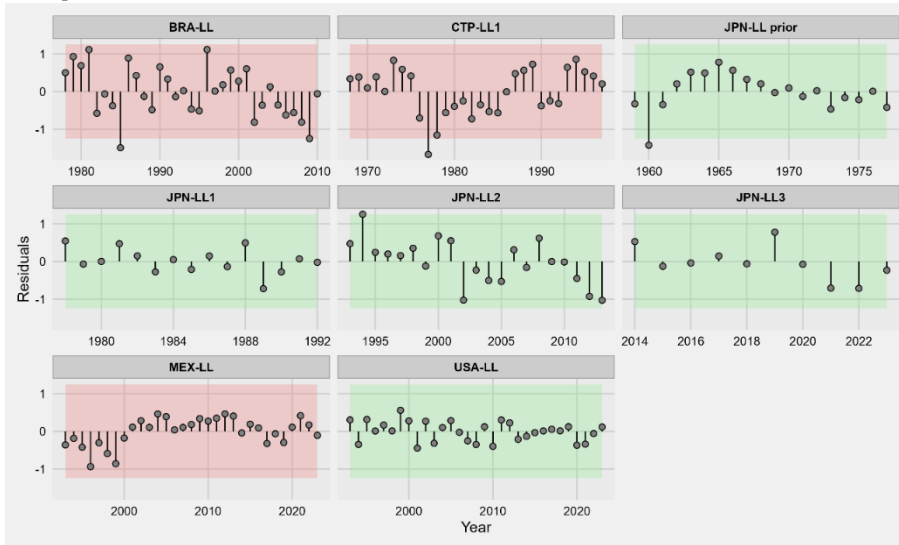 BRA-LL CTP-LL1 JPN-LL prior
1
0
-1
1980 1990 2000 2010 1970 1980 1990 1960 1965 1970 1975
JPN-LL1 JPN-LL2 JPN-LL3
1
0
-1
Residuals
1980 1984 1988 1992 1995 2000 2005 2010 2014 2016 2018 2020 2022
MEX-LL USA-LL
1
0
-1
2000 2010 2020 2000 2010 2020
Year